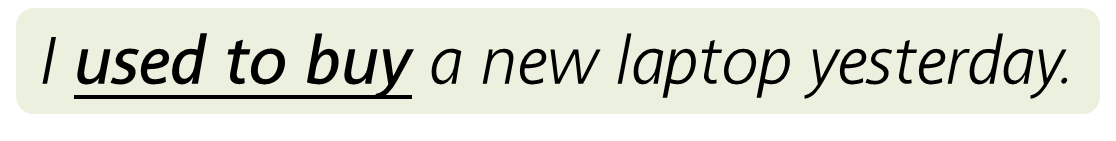 I used to buy a new laptop yesterday.